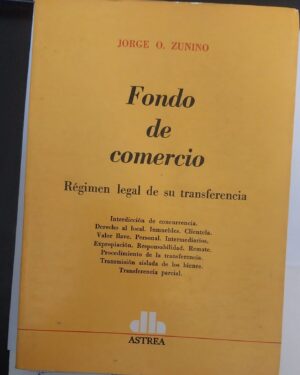 JORGE O. ZUNINO
Fondo
de
comercio
Régimen legal de su transferencia
Interdicción de concurrencia.
Derecho al local. Inmuebles. Clientela.
Valor llave. Personal. Intermediarios.
Expropiación. Responsabilidad. Remate.
Procedimiento de la transferencia.
Transmisión aislada de los bienes.
Transferencia parcial.
ASTREA